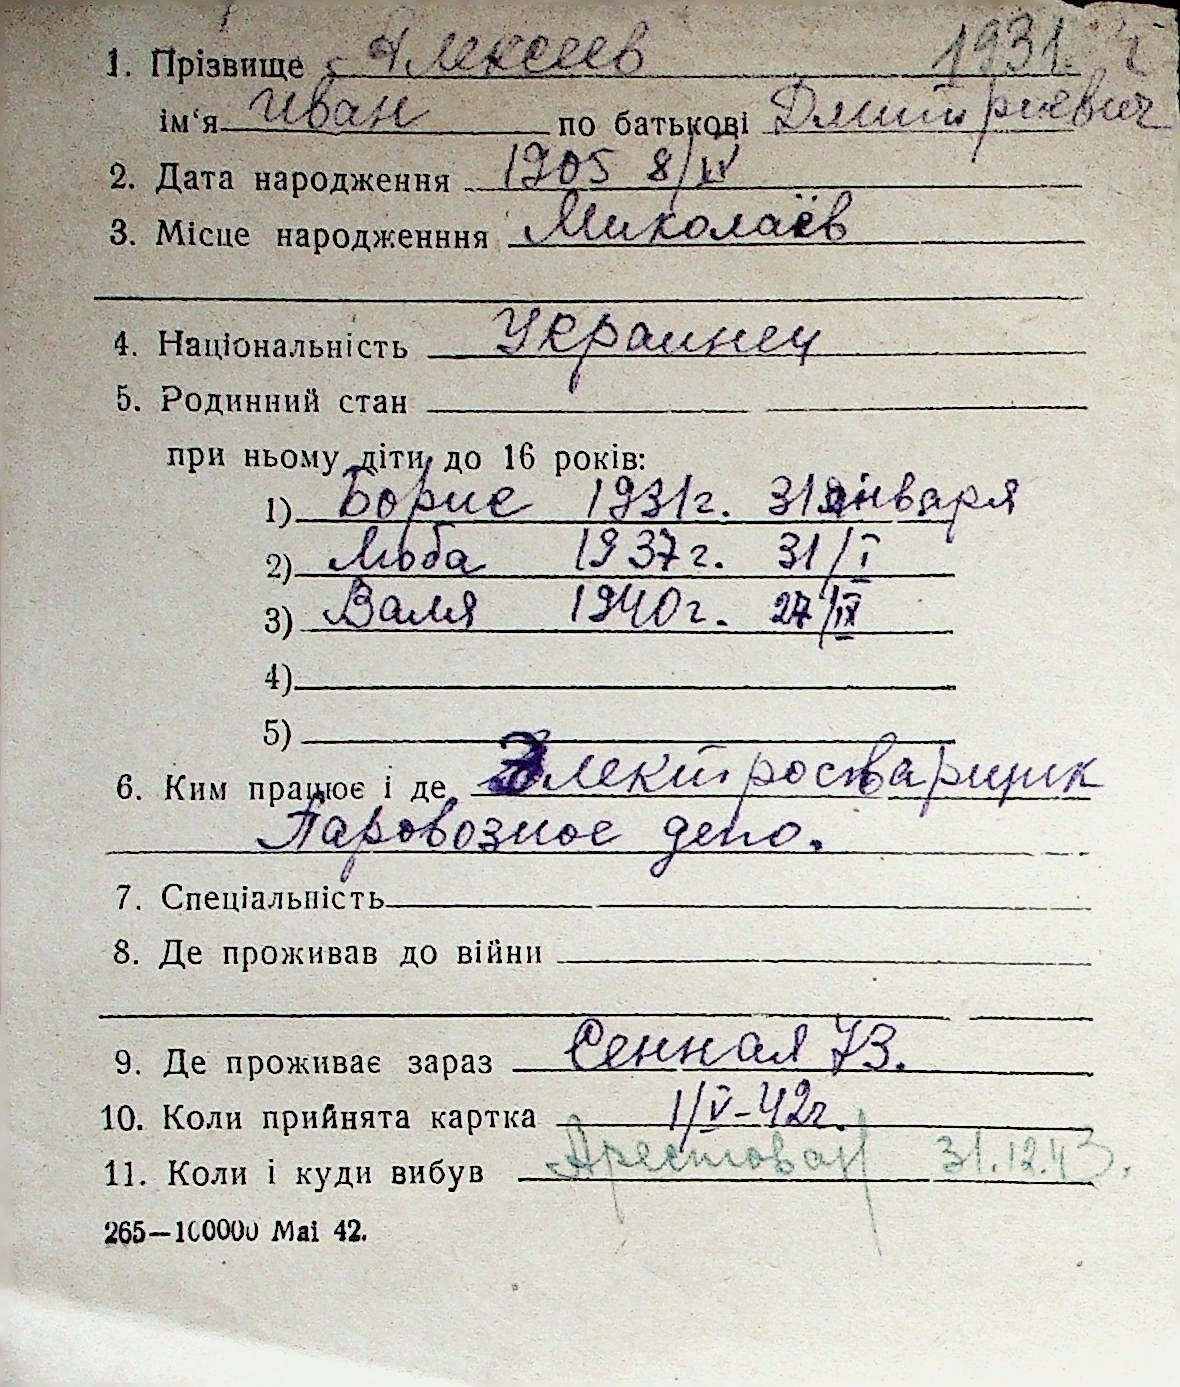 1. Прізвище Алексеев 1931.
ім‘я Иван по батькові Дмитриевич
2. Дата народження 1905 8/IV
3. Місце народженння Миколаїв
4. Національність Украинец
5. Родинний стан
при ньому діти до 16 років:
1) Борис 1931г. 31 января
2) Люба 1937г. 31/I
3) Валя 1940г. 27/IX
4)
5)
6. Ким працює і де Электросварщик
Паровозное депо.
7. Спеціальність
8. Де проживав до війни
9. Де проживає зараз Сенная 73.
10. Коли прийнята картка 1/V-42г.
11. Коли і куди вибув Арестован 31.12.43.
265—100000 Mai 42.